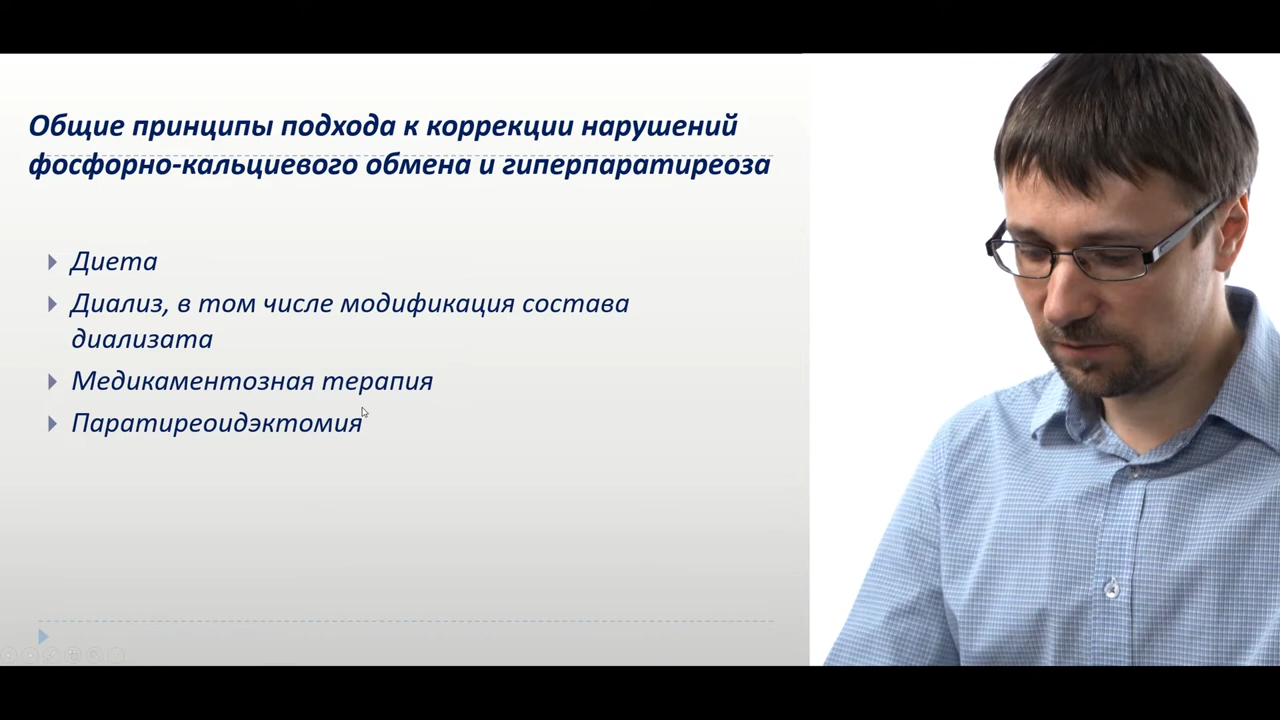 Общие принципы подхода к коррекции нарушений
фосфорно-кальциевого обмена и гиперпаратиреоза
Диета
Диализ, в том числе модификация состава
диализата
Медикаментозная терапия
Паратиреоидэктомия